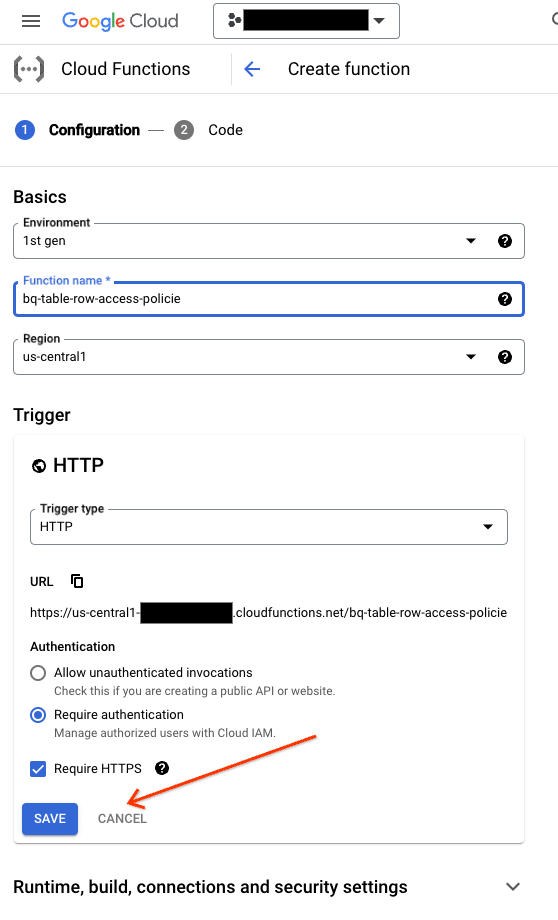 Google Cloud
Cloud Functions
Create function
1 Configuration — 2 Code
Basics
Environment
1st gen
Function name *
bq-table-row-access-policie
Region
us-central1
Trigger
HTTP
Trigger type
HTTP
URL
https://us-central1- .cloudfunctions.net/bq-table-row-access-policie
Authentication
Allow unauthenticated invocations
Check this if you are creating a public API or website.
Require authentication
Manage authorized users with Cloud IAM.
Require HTTPS
SAVE CANCEL
Runtime, build, connections and security settings